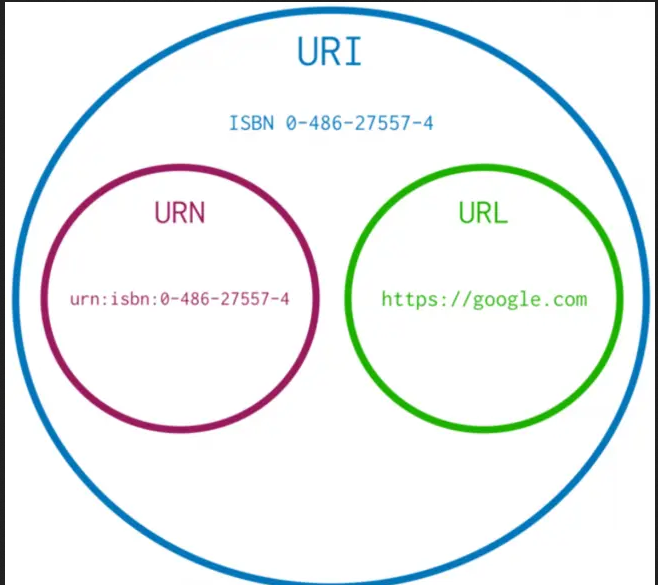 URI
ISBN 0-486-27557-4
URN
URL
urn:isbn:0-486-27557-4
https://google.com